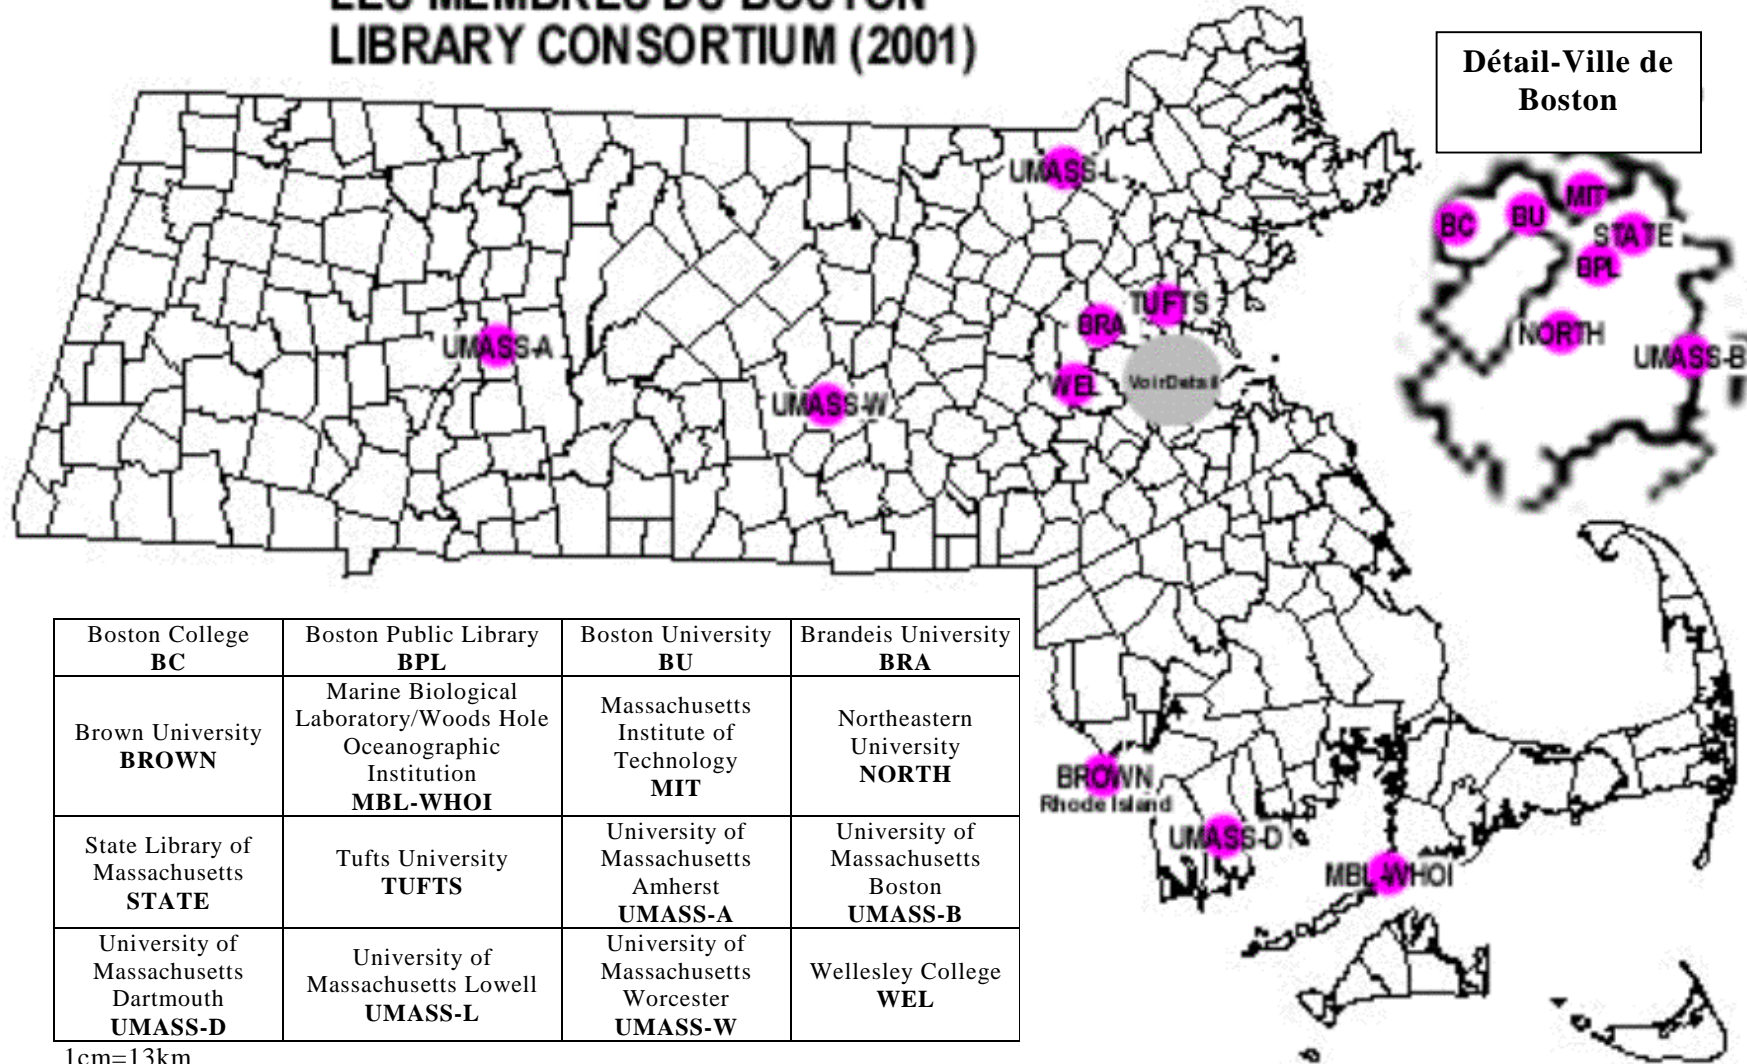 LES MEMBRES DU BOSTON
LIBRARY CONSORTIUM (2001)
Détail-Ville de
Boston
UMASS-L
MIT
BC
BU
STATE
BPL
NORTH
UMASS-B
TUFTS
BRA
UMASS-A
WEL
VoirDetail
UMASS-W
BROWN
Rhode Island
UMASS-D
MBL-WHOI
Boston College
BC
Boston Public Library
BPL
Boston University
BU
Brandeis University
BRA
Brown University
BROWN
Marine Biological
Laboratory/Woods Hole
Oceanographic
Institution
MBL-WHOI
Massachusetts
Institute of
Technology
MIT
Northeastern
University
NORTH
State Library of
Massachusetts
STATE
Tufts University
TUFTS
University of
Massachusetts
Amherst
UMASS-A
University of
Massachusetts
Boston
UMASS-B
University of
Massachusetts
Dartmouth
UMASS-D
University of
Massachusetts Lowell
UMASS-L
University of
Massachusetts
Worcester
UMASS-W
Wellesley College
WEL
1cm=13km